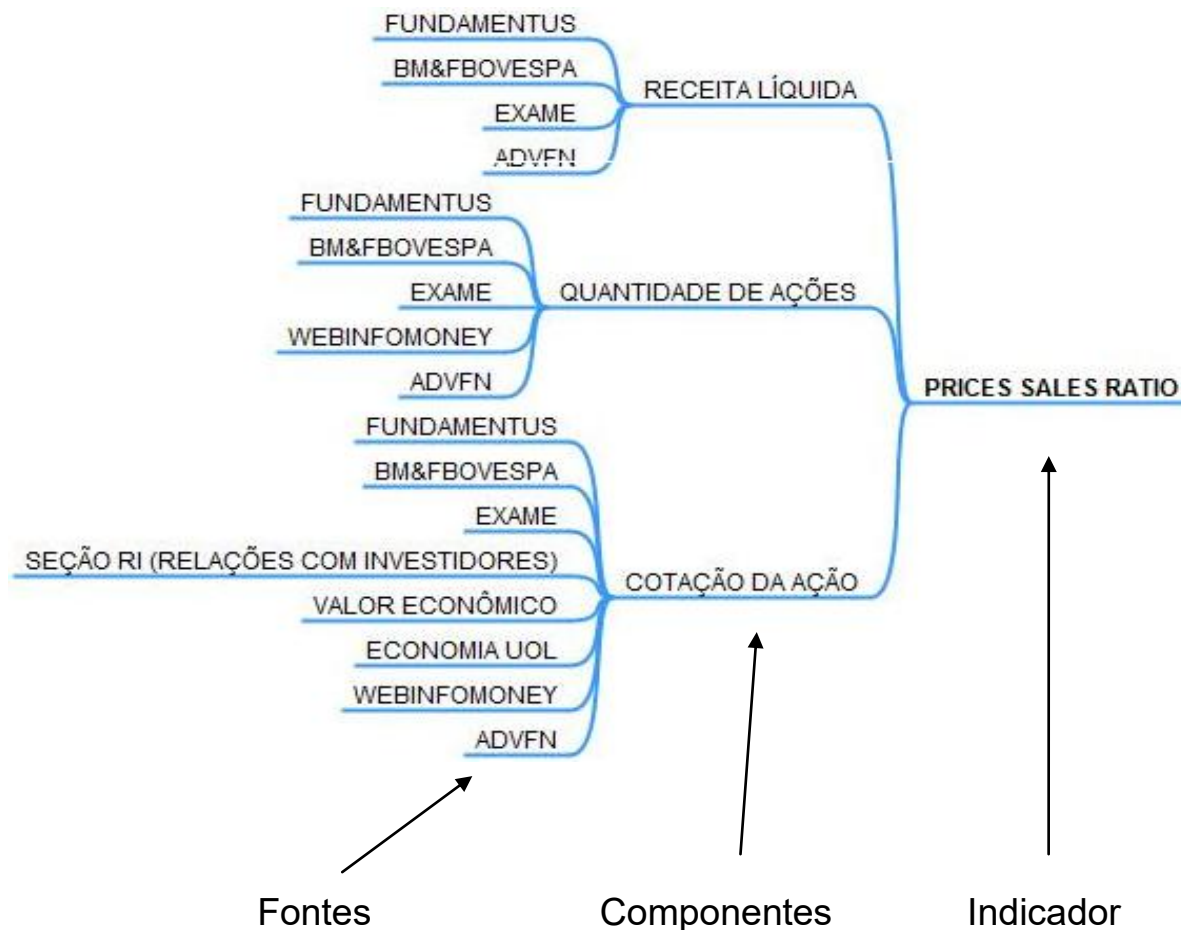 FUNDAMENTUS
BM&FBOVESPA
EXAME
ADVFN
RECEITA LÍQUIDA
FUNDAMENTUS
BM&FBOVESPA
EXAME
WEBINFOMONEY
ADVFN
QUANTIDADE DE AÇÕES
FUNDAMENTUS
BM&FBOVESPA
EXAME
SEÇÃO RI (RELAÇÕES COM INVESTIDORES)
VALOR ECONÔMICO
ECONOMIA UOL
WEBINFOMONEY
ADVFN
COTAÇÃO DA AÇÃO
PRICES SALES RATIO
Fontes
Componentes
Indicador